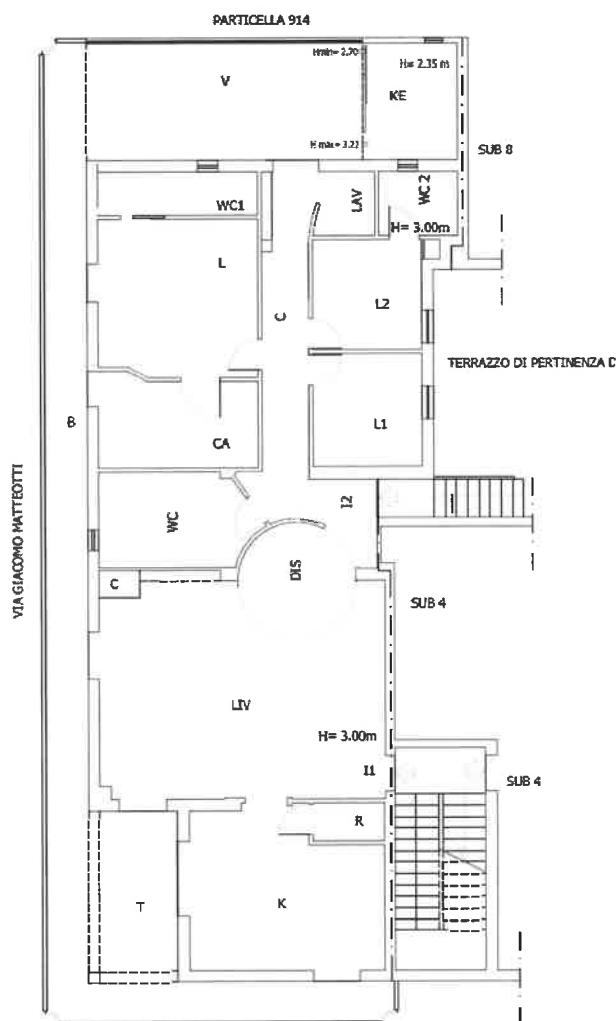 PARTICELLA 914
Hmin= 2.70
H= 2.35 m
V
KE
H max= 3.22
SUB 8
WC1
LAV
WC 2
H= 3.00m
L
L2
C
TERRAZZO DI PERTINENZA D
B
L1
CA
VIA GIACOMO MATTEOTTI
WC
I2
DIS
C
SUB 4
LIV
H= 3.00m
I1
SUB 4
R
T
K